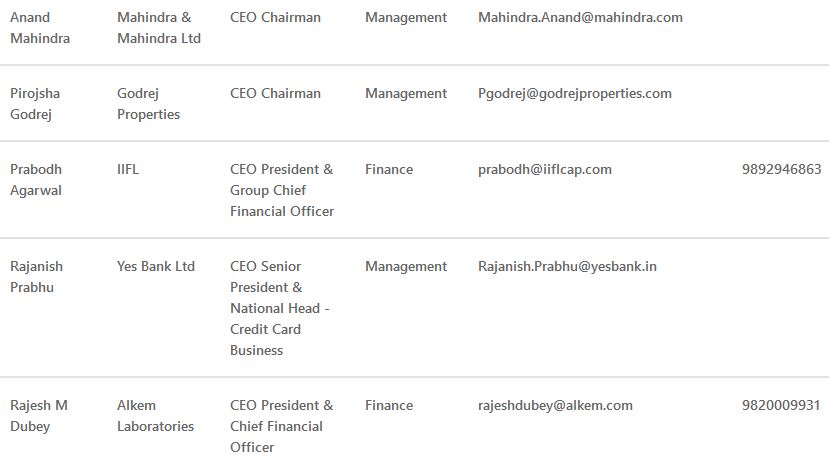 Anand Mahindra & CEO Chairman Management Mahindra.Anand@mahindra.com
Mahindra Mahindra Ltd
Pirojsha Godrej CEO Chairman Management Pgodrej@godrejproperties.com
Godrej Properties
Prabodh IIFL CEO President & Finance prabodh@iiflcap.com 9892946863
Agarwal Group Chief
Financial Officer
Rajanish Yes Bank Ltd CEO Senior Management Rajanish.Prabhu@yesbank.in
Prabhu President &
National Head -
Credit Card
Business
Rajesh M Alkem CEO President & Finance rajeshdubey@alkem.com 9820009931
Dubey Laboratories Chief Financial
Officer